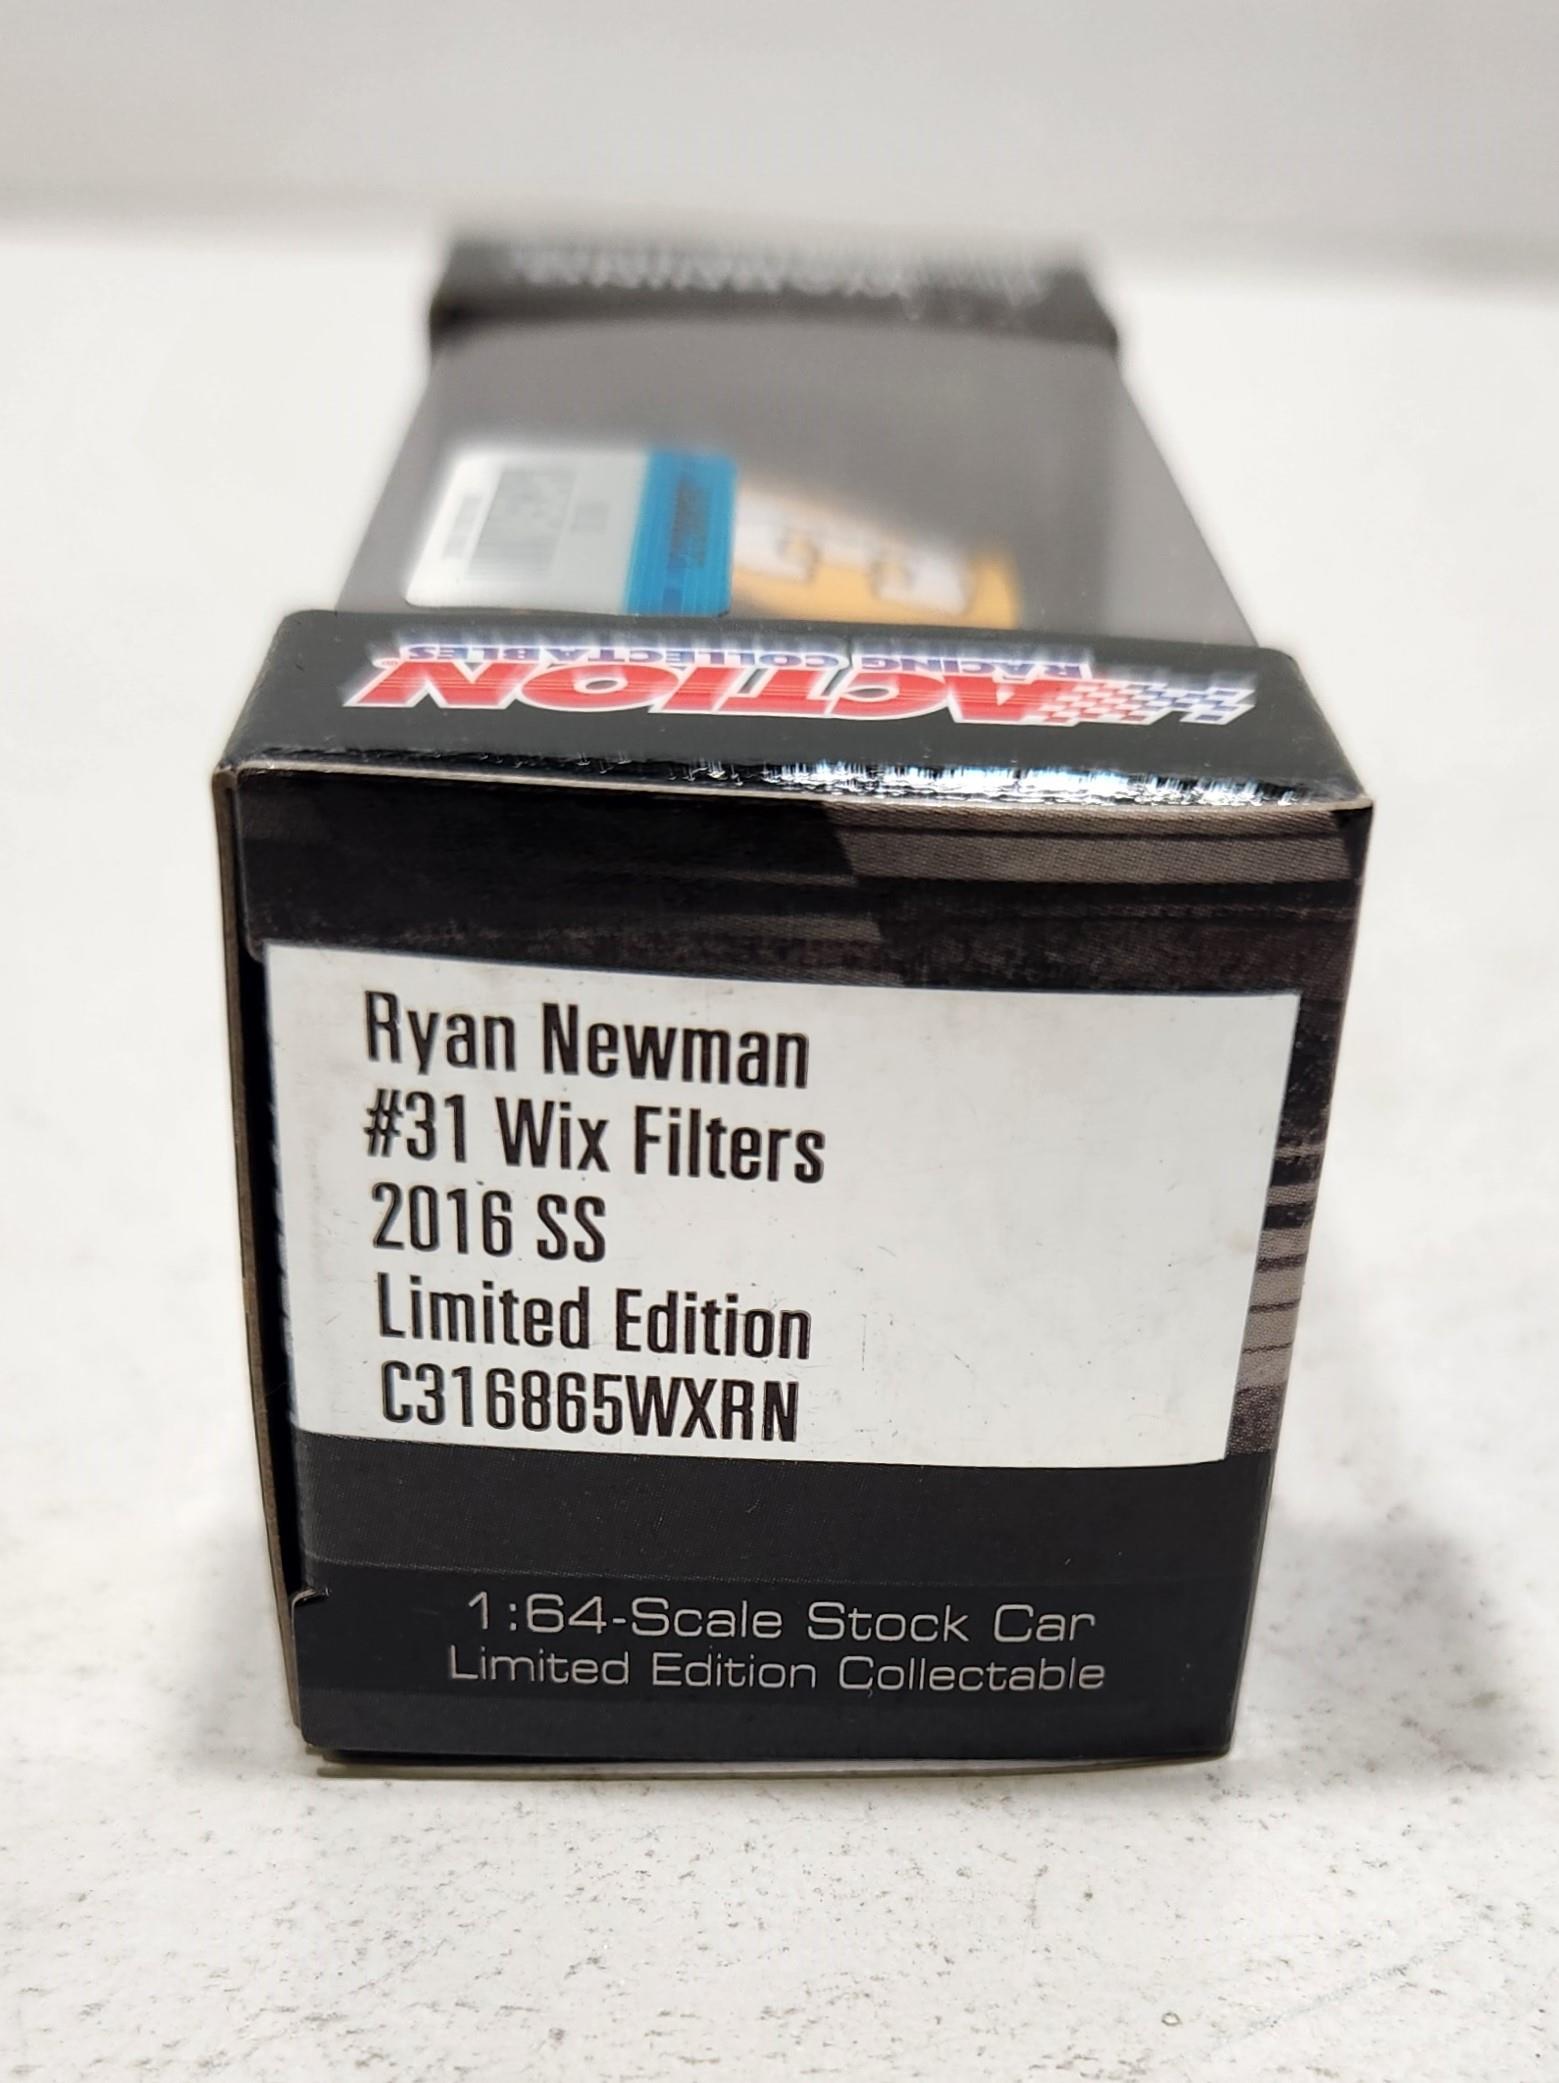 ACTION®
RACING COLLECTABLES
Ryan Newman
#31 Wix Filters
2016 SS
Limited Edition
C316865WXRN
1:64-Scale Stock Car
Limited Edition Collectable